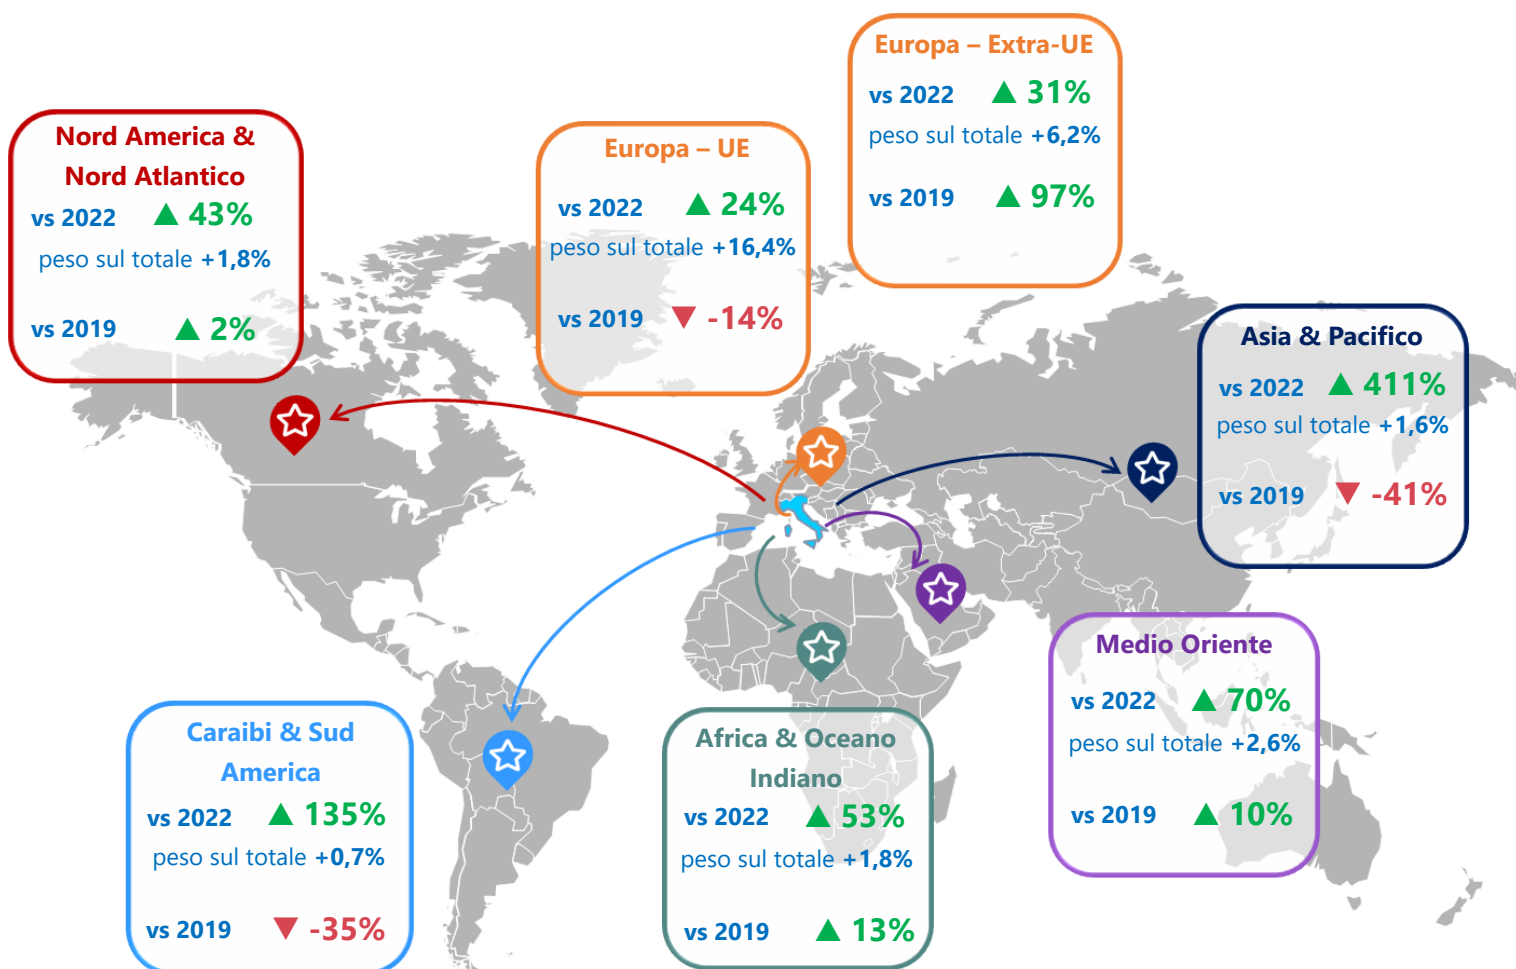 Europa – Extra-UE
vs 2022 ▲ 31%
peso sul totale +6,2%
vs 2019 ▲ 97%
Nord America &
Nord Atlantico
vs 2022 ▲ 43%
peso sul totale +1,8%
vs 2019 ▲ 2%
Europa – UE
vs 2022 ▲ 24%
peso sul totale +16,4%
vs 2019 ▼ -14%
Asia & Pacifico
vs 2022 ▲ 411%
peso sul totale +1,6%
vs 2019 ▼ -41%
Medio Oriente
vs 2022 ▲ 70%
peso sul totale +2,6%
vs 2019 ▲ 10%
Caraibi & Sud
America
vs 2022 ▲ 135%
peso sul totale +0,7%
vs 2019 ▼ -35%
Africa & Oceano
Indiano
vs 2022 ▲ 53%
peso sul totale +1,8%
vs 2019 ▲ 13%